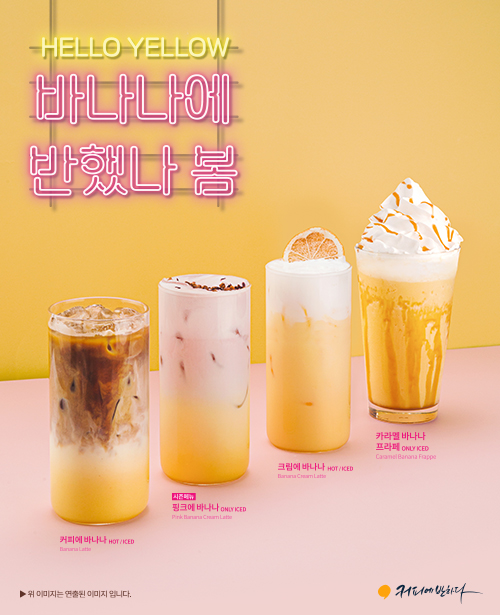 HELLO YELLOW
바나나에
반했나 봄
카라멜 바나나
프라페 ONLY ICED
Caramel Banana Frappe
크림에 바나나 HOT / ICED
Banana Cream Latte
시즌메뉴
핑크에 바나나 ONLY ICED
Pink Banana Cream Latte
커피에 바나나 HOT / ICED
Banana Latte
▶ 위 이미지는 연출된 이미지 입니다.
커피에반하다